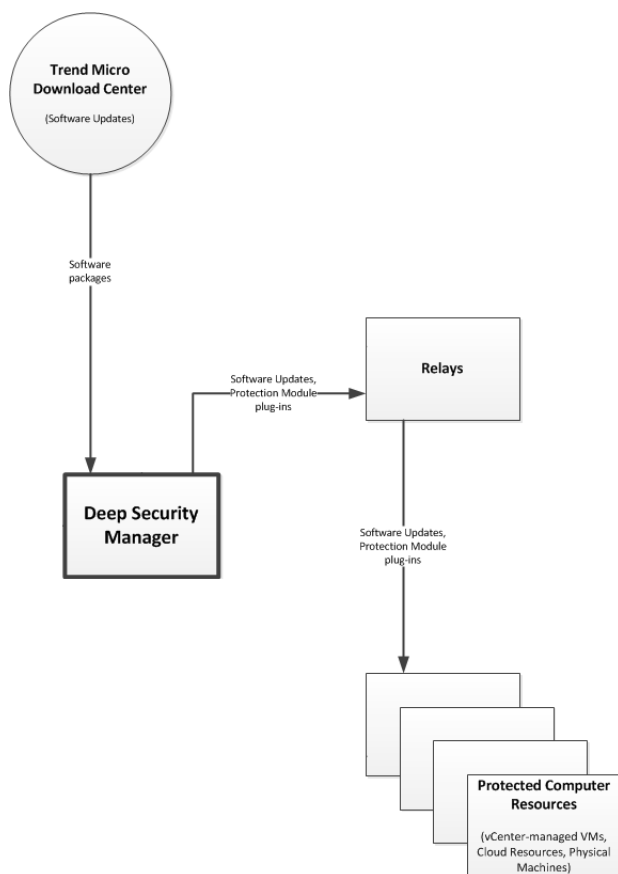 Trend Micro
Download Center
(Software Updates)
Software
packages
Relays
Software Updates,
Protection Module
plug-ins
Deep Security
Manager
Software Updates,
Protection Module
plug-ins
Protected Computer
Resources
(vCenter-managed VMs,
Cloud Resources, Physical
Machines)